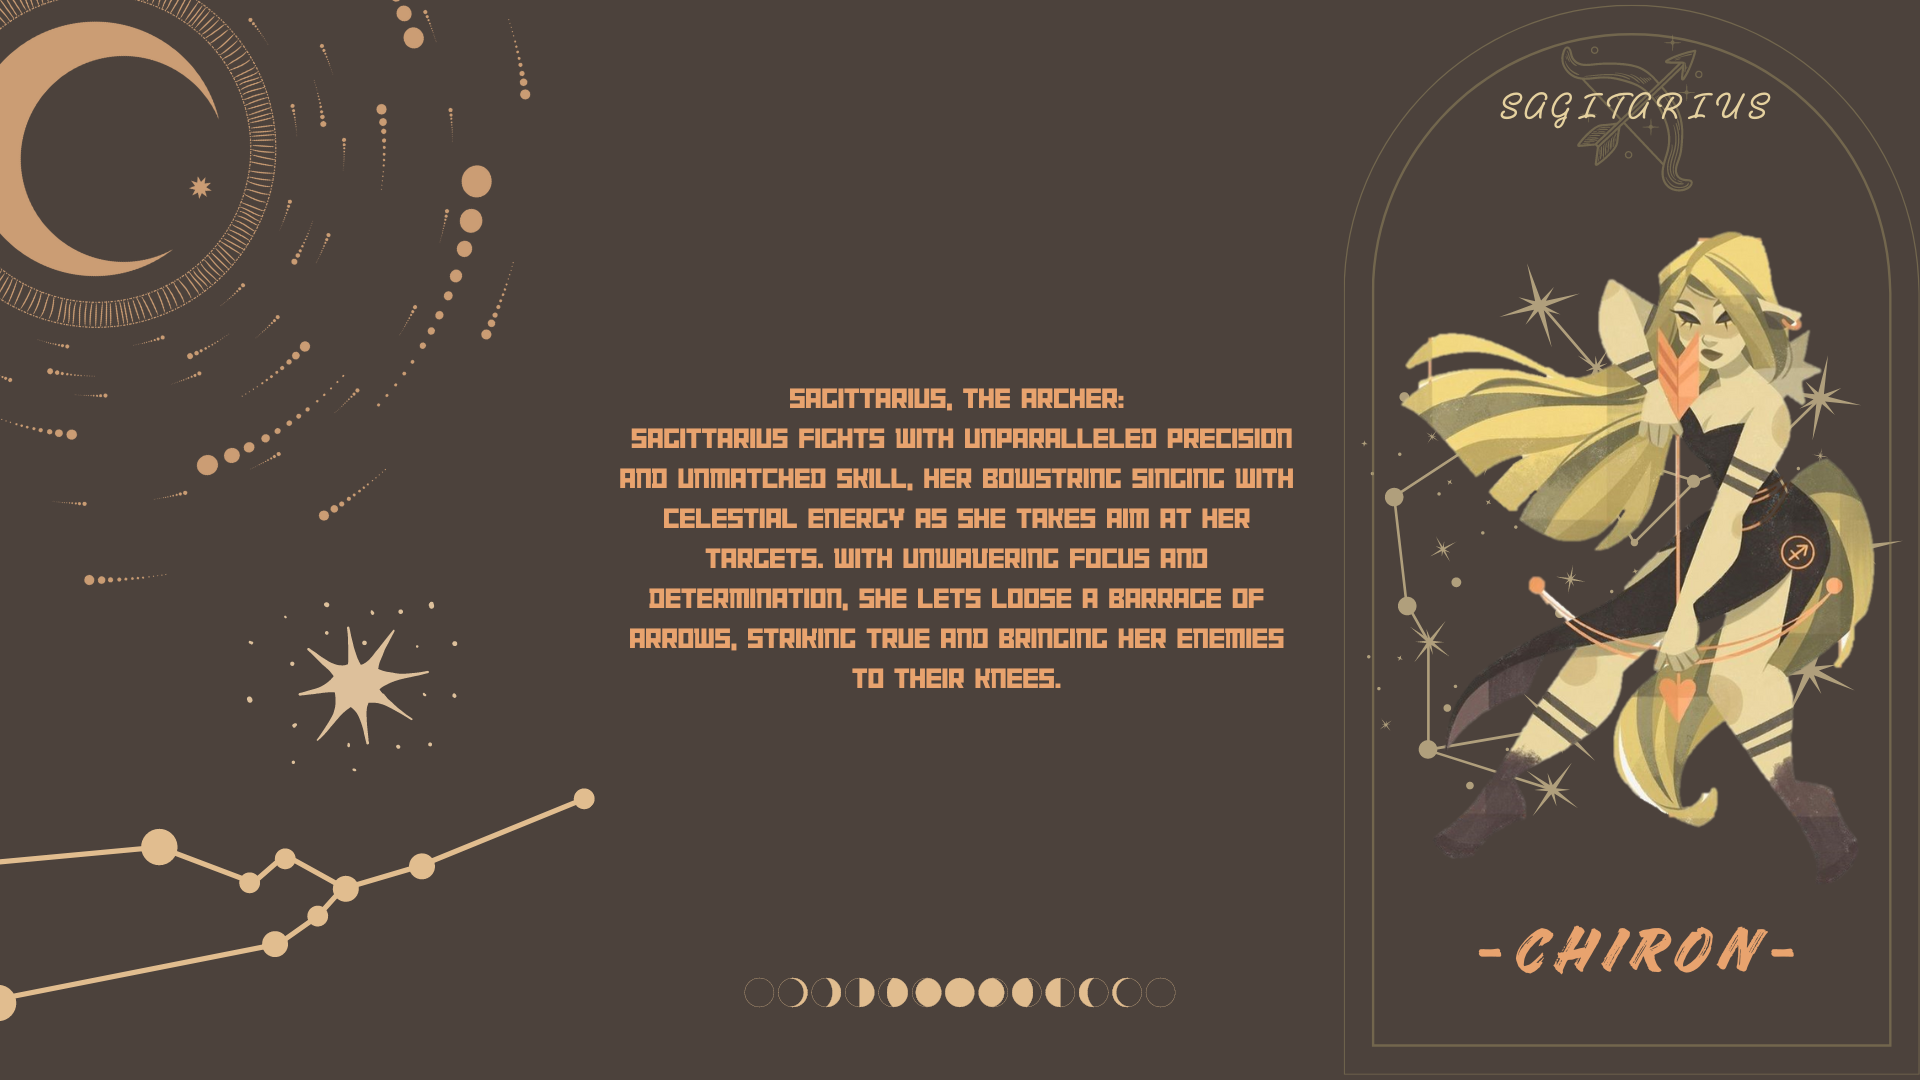 SAGITARIUS
SAGITTARIUS, THE ARCHER:
SAGITTARIUS FIGHTS WITH UNPARALLELED PRECISION
AND UNMATCHED SKILL, HER BOWSTRING SINGING WITH
CELESTIAL ENERGY AS SHE TAKES AIM AT HER
TARGETS. WITH UNWAVERING FOCUS AND
DETERMINATION, SHE LETS LOOSE A BARRAGE OF
ARROWS, STRIKING TRUE AND BRINGING HER ENEMIES
TO THEIR KNEES.
-CHIRON-